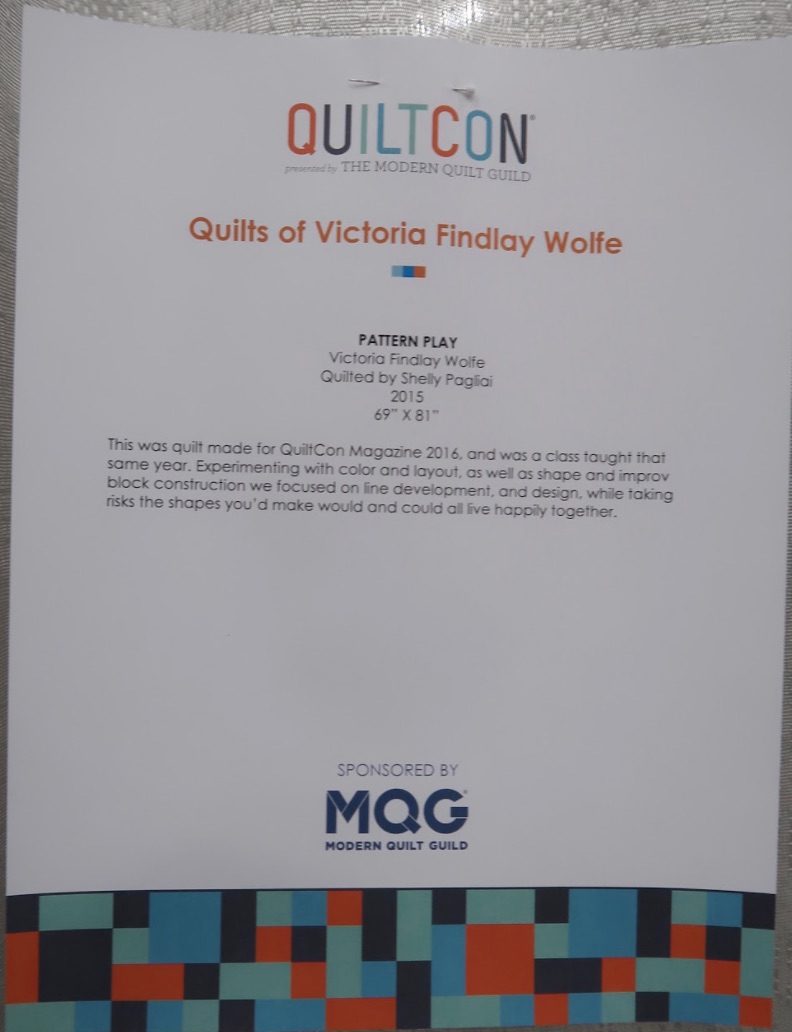 QUILTCON®
presented by THE MODERN QUILT GUILD
Quilts of Victoria Findlay Wolfe
PATTERN PLAY
Victoria Findlay Wolfe
Quilted by Shelly Pagliai
2015
69" X 81"
This was quilt made for QuiltCon Magazine 2016, and was a class taught that
same year. Experimenting with color and layout, as well as shape and improv
block construction we focused on line development, and design, while taking
risks the shapes you'd make would and could all live happily together.
SPONSORED BY
MQG®
MODERN QUILT GUILD